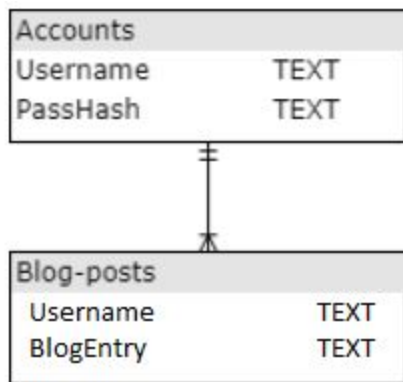 Accounts
Username TEXT
PassHash TEXT
Blog-posts
Username TEXT
BlogEntry TEXT